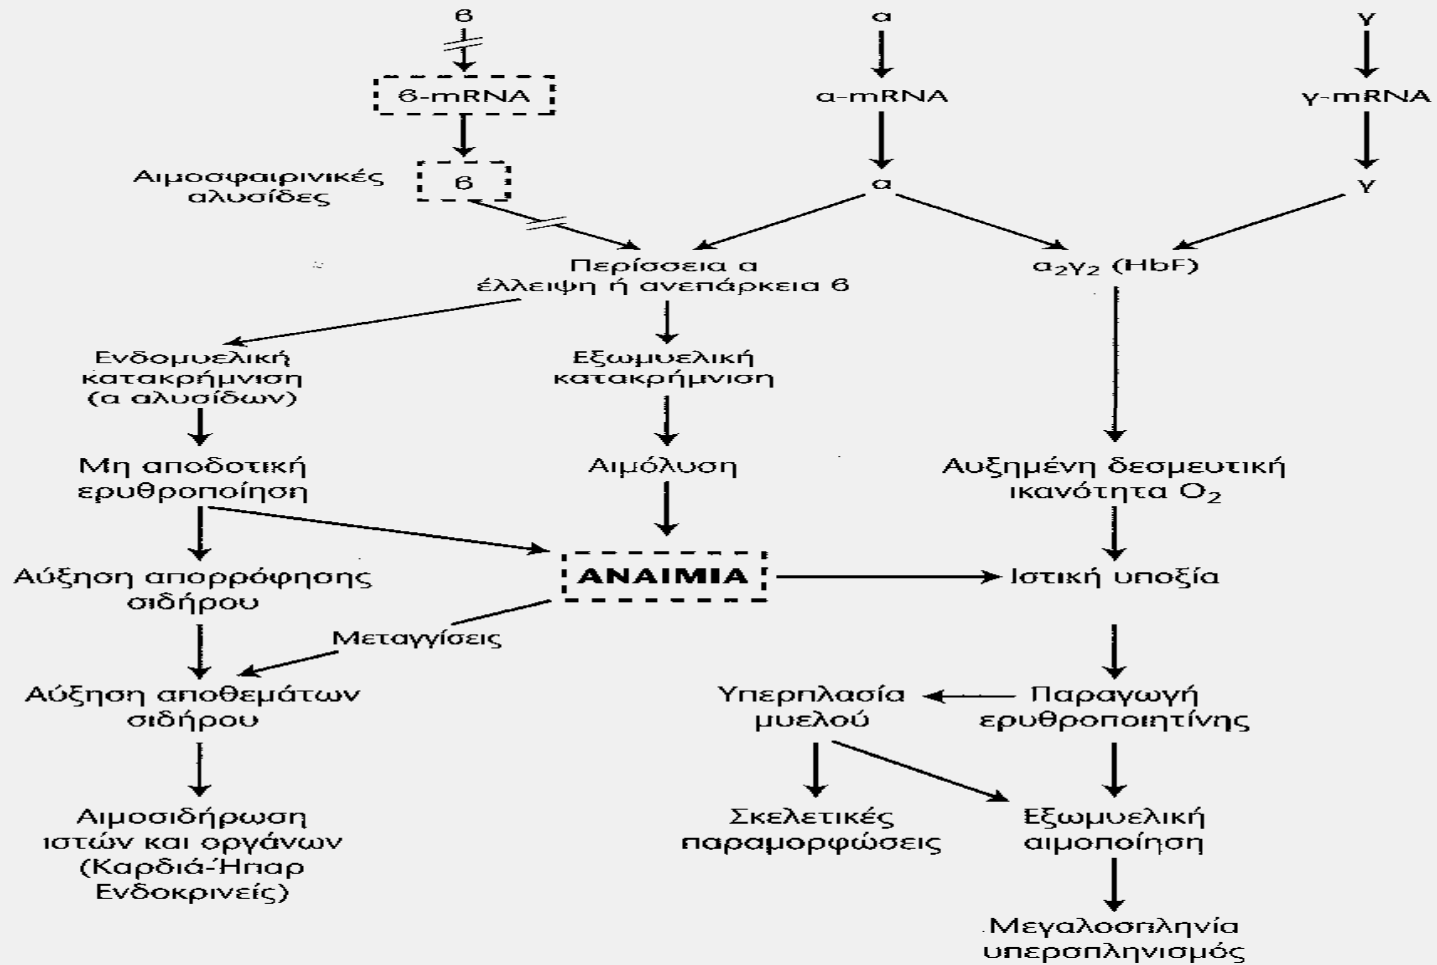 β
α
γ
β-mRNA
α-mRNA
γ-mRNA
Αιμοσφαιρινικές
αλυσίδες
β
α
γ
Περίσσεια α
έλλειψη ή ανεπάρκεια β
α₂γ₂ (HbF)
Ενδομυελική
κατακρήμνιση
(α αλυσίδων)
Εξωμυελική
κατακρήμνιση
Μη αποδοτική
ερυθροποίηση
Αιμόλυση
Αυξημένη δεσμευτική
ικανότητα O₂
Αύξηση απορρόφησης
σιδήρου
ΑΝΑΙΜΙΑ
Ιστική υποξία
Μεταγγίσεις
Αύξηση αποθεμάτων
σιδήρου
Υπερπλασία
μυελού
Παραγωγή
ερυθροποιητίνης
Αιμοσιδήρωση
ιστών και οργάνων
(Καρδιά-Ήπαρ
Ενδοκρινείς)
Σκελετικές
παραμορφώσεις
Εξωμυελική
αιμοποίηση
Μεγαλοσπληνία
υπερσπληνισμός